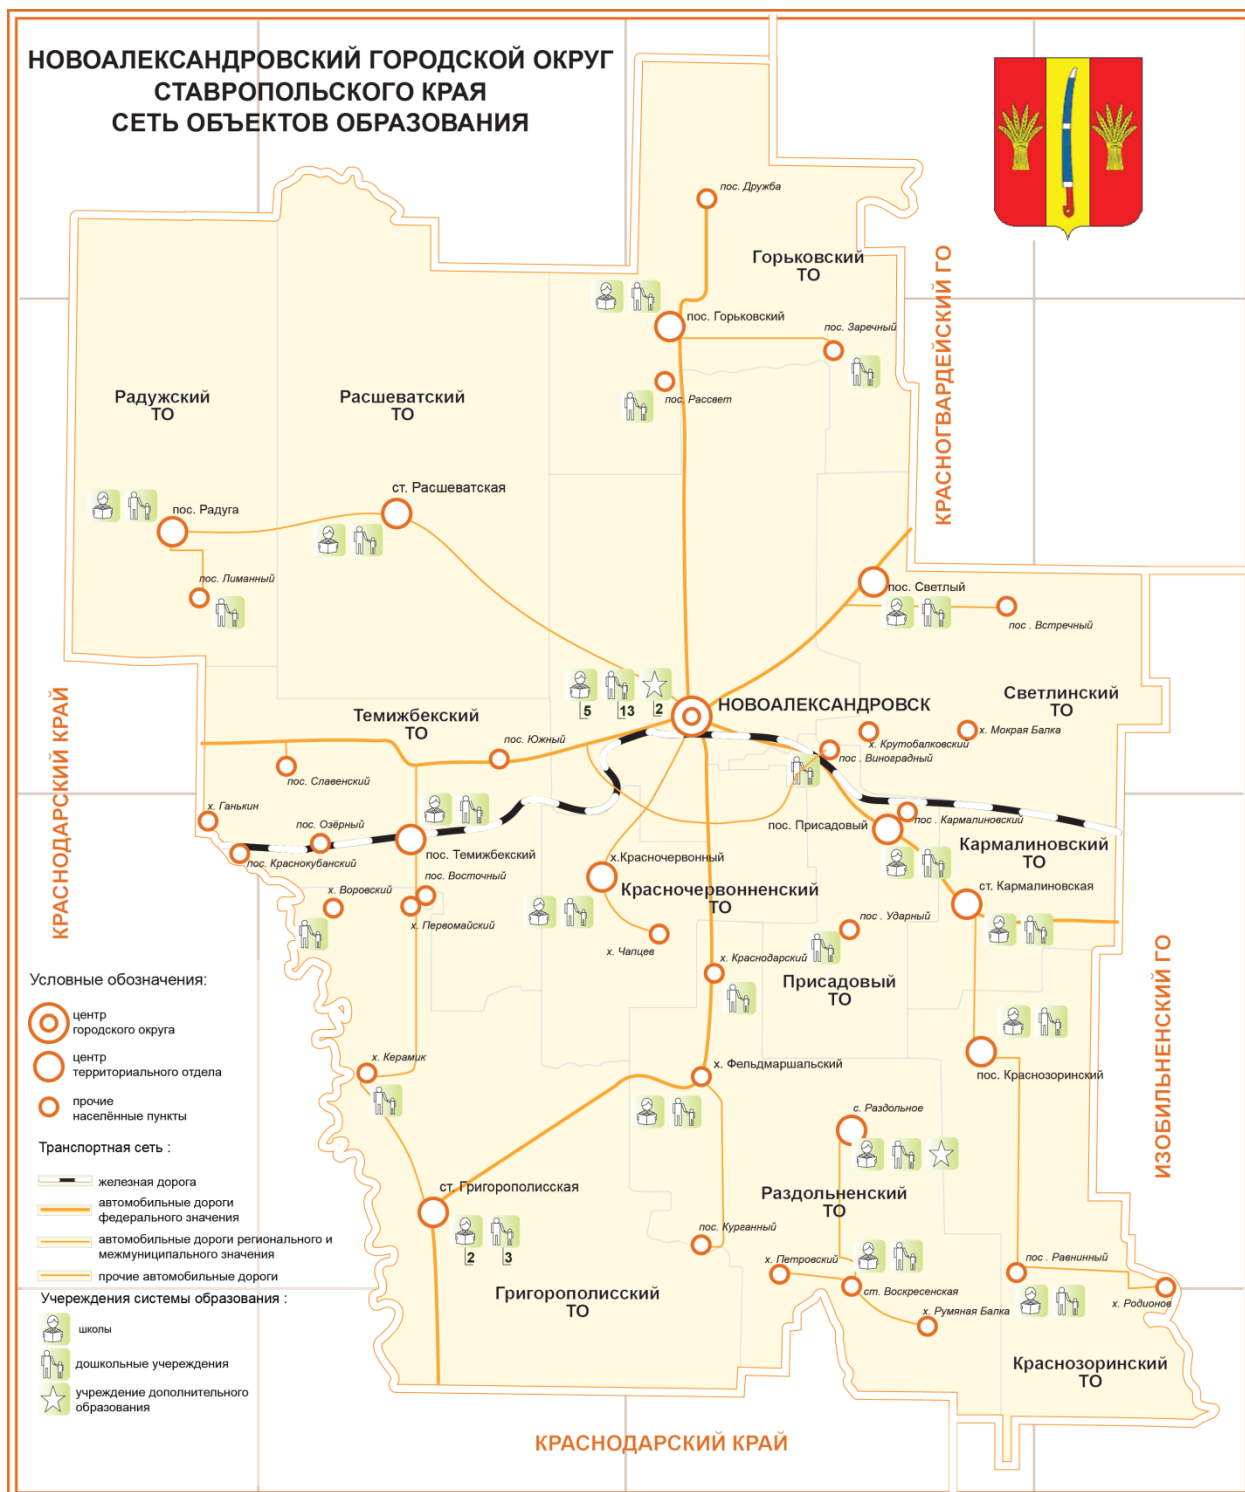 НОВОАЛЕКСАНДРОВСКИЙ ГОРОДСКОЙ ОКРУГ
СТАВРОПОЛЬСКОГО КРАЯ
СЕТЬ ОБЪЕКТОВ ОБРАЗОВАНИЯ
пос. Дружба
Горьковский
ТО
КРАСНОГВАРДЕЙСКИЙ ГО
пос. Горьковский
пос. Заречный
пос. Рассвет
Радужский
ТО
Расшеватский
ТО
ст. Расшеватская
пос. Радуга
пос. Лиманный
пос. Светлый
пос . Встречный
КРАСНОДАРСКИЙ КРАЙ
5
13
2
НОВОАЛЕКСАНДРОВСК
Светлинский
ТО
Темижбекский
ТО
пос. Южный
х. Мокрая Балка
х. Крутобалковский
пос . Виноградный
пос. Славенский
х. Ганькин
пос. Озёрный
пос. Краснокубанский
пос. Темижбекский
пос. Присадовый
пос . Кармалиновский
Кармалиновский
ТО
х.Красночервонный
Красночервонненский
ТО
пос. Восточный
х. Воровский
х. Первомайский
ст. Кармалиновская
пос . Ударный
х. Чапцев
х. Краснодарский
Присадовый
ТО
ИЗОБИЛЬНЕНСКИЙ ГО
Условные обозначения:
центр
городского округа
центр
территориального отдела
прочие
населённые пункты
х. Керамик
х. Фельдмаршальский
пос. Краснозоринский
с. Раздольное
Транспортная сеть :
железная дорога
автомобильные дороги
федерального значения
автомобильные дороги регионального и
межмуниципального значения
прочие автомобильные дороги
ст. Григорополисская
2
3
Раздольненский
ТО
пос. Курганный
х. Петровский
ст. Воскресенская
х. Румяная Балка
пос . Равнинный
х. Родионов
Григорополисский
ТО
Краснозоринский
ТО
Учереждения системы образования :
школы
дошкольные учереждения
учреждение дополнительного
образования
КРАСНОДАРСКИЙ КРАЙ